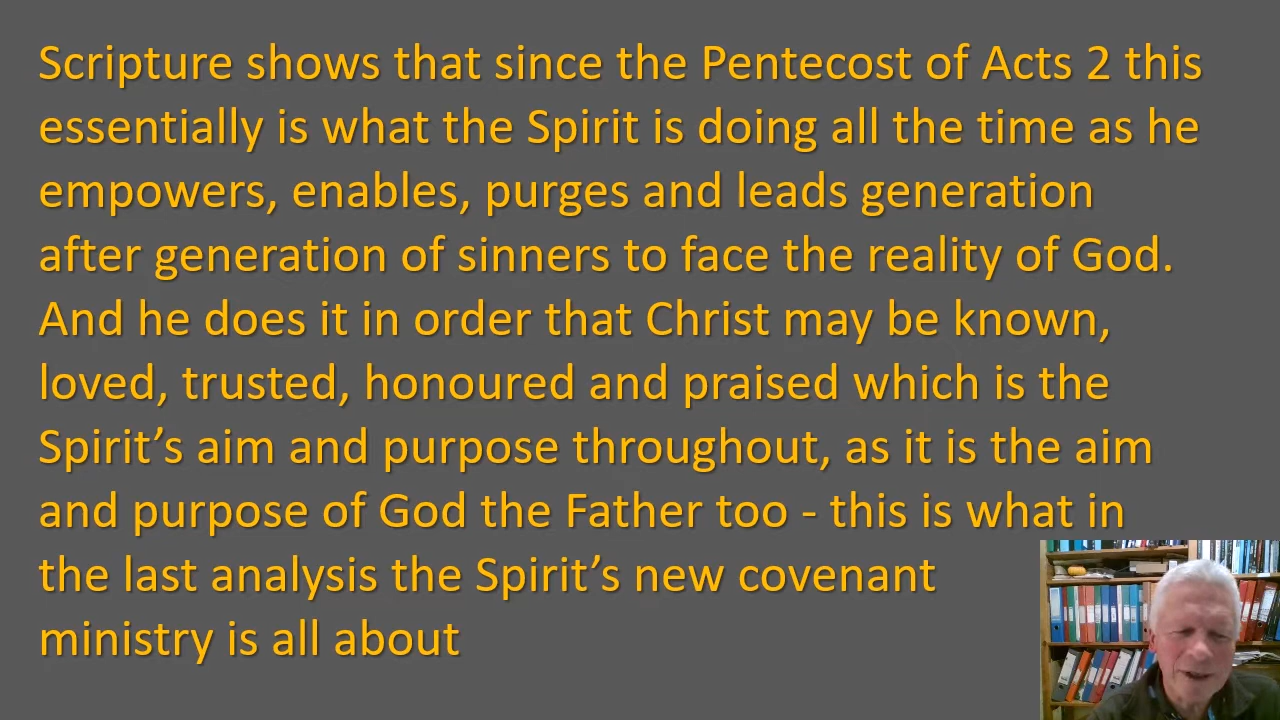 Scripture shows that since the Pentecost of Acts 2 this
essentially is what the Spirit is doing all the time as he
empowers, enables, purges and leads generation
after generation of sinners to face the reality of God.
And he does it in order that Christ may be known,
loved, trusted, honoured and praised which is the
Spirit’s aim and purpose throughout, as it is the aim
and purpose of God the Father too - this is what in
the last analysis the Spirit’s new covenant
ministry is all about